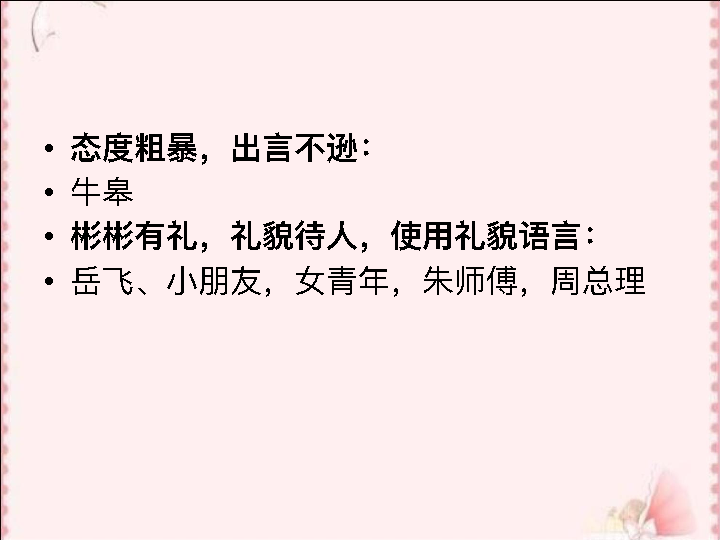 • 态度粗暴，出言不逊：
• 牛皋
• 彬彬有礼，礼貌待人，使用礼貌语言：
• 岳飞、小朋友，女青年，朱师傅，周总理